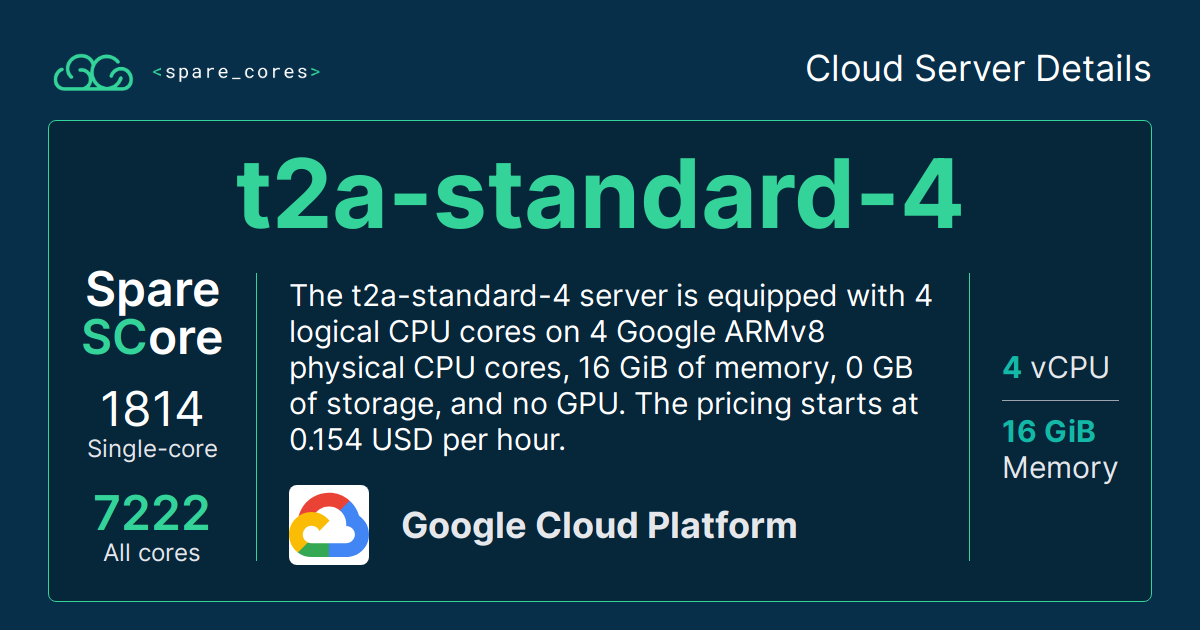 <spare_cores>
Cloud Server Details
t2a-standard-4
Spare
SCore
1814
Single-core
7222
All cores
The t2a-standard-4 server is equipped with 4
logical CPU cores on 4 Google ARMv8
physical CPU cores, 16 GiB of memory, 0 GB
of storage, and no GPU. The pricing starts at
0.154 USD per hour.
Google Cloud Platform
4 vCPU
16 GiB
Memory